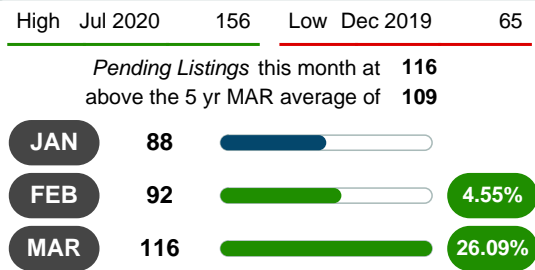 High Jul 2020 156 Low Dec 2019 65
Pending Listings this month at 116
above the 5 yr MAR average of 109
JAN 88
FEB 92 4.55%
MAR 116 26.09%